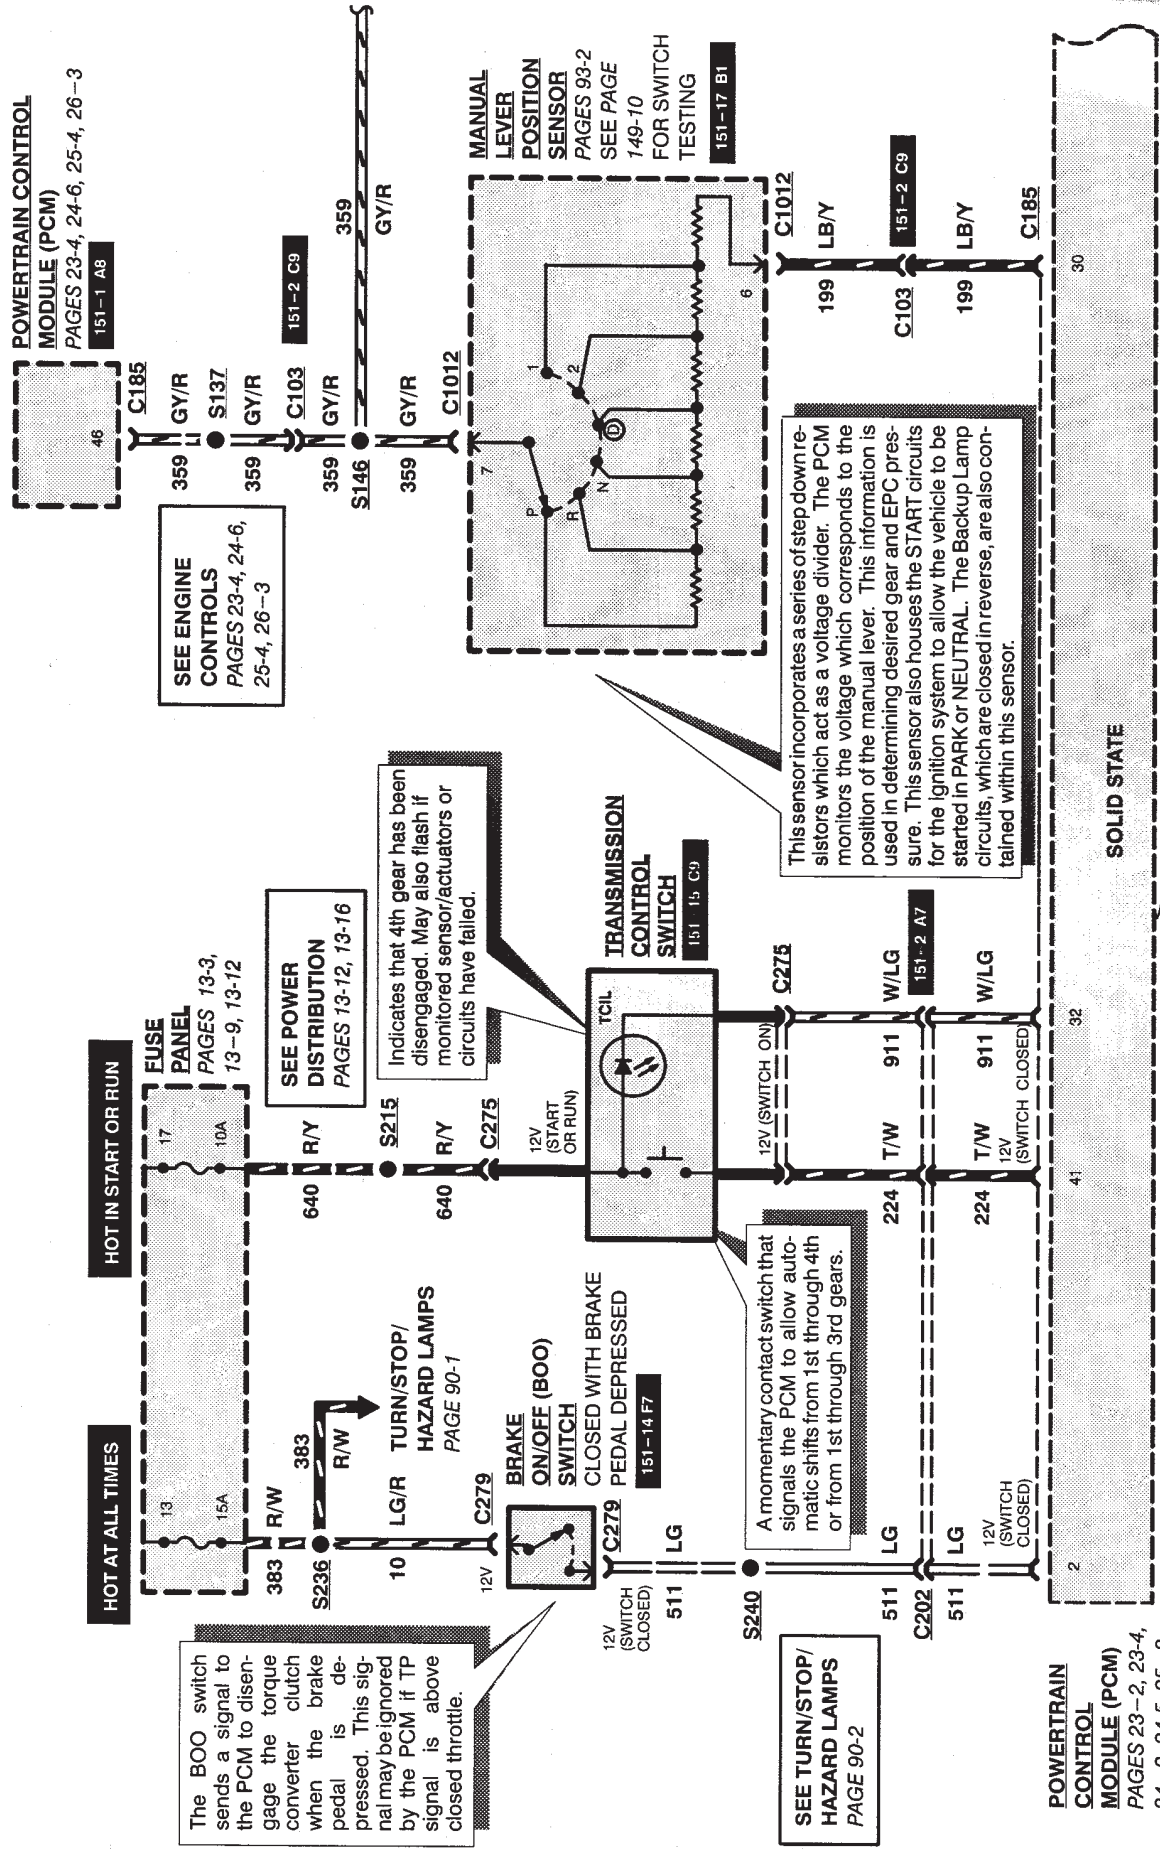 HOT AT ALL TIMES
HOT IN START OR RUN
13
15A
17
10A
FUSE
PANEL
PAGES 13-3,
13-9, 13-12
383 R/W
S236
383
R/W
TURN/STOP/
HAZARD LAMPS
PAGE 90-1
10 LG/R
C279
12V
BRAKE
ON/OFF (BOO)
SWITCH
CLOSED WITH BRAKE
PEDAL DEPRESSED
151-14 F7
C279
12V
(SWITCH
CLOSED)
511 LG
S240
511 LG
C202
511 LG
12V
(SWITCH
CLOSED)
2
The BOO switch
sends a signal to
the PCM to disen-
gage the torque
converter clutch
when the brake
pedal is de-
pressed. This sig-
nal may be ignored
by the PCM if TP
signal is above
closed throttle.
SEE TURN/STOP/
HAZARD LAMPS
PAGE 90-2
640 R/Y
S215
640 R/Y
C275
12V
(START
OR RUN)
SEE POWER
DISTRIBUTION
PAGES 13-12, 13-16
Indicates that 4th gear has been
disengaged. May also flash if
monitored sensor/actuators or
circuits have failed.
TCIL
TRANSMISSION
CONTROL
SWITCH
151-15 C9
A momentary contact switch that
signals the PCM to allow auto-
matic shifts from 1st through 4th
or from 1st through 3rd gears.
12V (SWITCH ON)
C275
224 T/W
911 W/LG
151-2 A7
224 T/W
12V
(SWITCH CLOSED)
911 W/LG
41
32
POWERTRAIN CONTROL
MODULE (PCM)
PAGES 23-4, 24-6, 25-4, 26-3
151-1 A8
46
C185
359 GY/R
S137
359 GY/R
C103
151-2 C9
359 GY/R
S146
359
GY/R
359 GY/R
C1012
SEE ENGINE
CONTROLS
PAGES 23-4, 24-6,
25-4, 26-3
7
P
R
N
D
2
1
6
MANUAL
LEVER
POSITION
SENSOR
PAGES 93-2
SEE PAGE
149-10
FOR SWITCH
TESTING
151-17 B1
C1012
199 LB/Y
C103
151-2 C9
199 LB/Y
C185
30
This sensor incorporates a series of step down re-
sistors which act as a voltage divider. The PCM
monitors the voltage which corresponds to the
position of the manual lever. This information is
used in determining desired gear and EPC pres-
sure. This sensor also houses the START circuits
for the ignition system to allow the vehicle to be
started in PARK or NEUTRAL. The Backup Lamp
circuits, which are closed in reverse, are also con-
tained within this sensor.
SOLID STATE
POWERTRAIN
CONTROL
MODULE (PCM)
PAGES 23-2, 23-4,